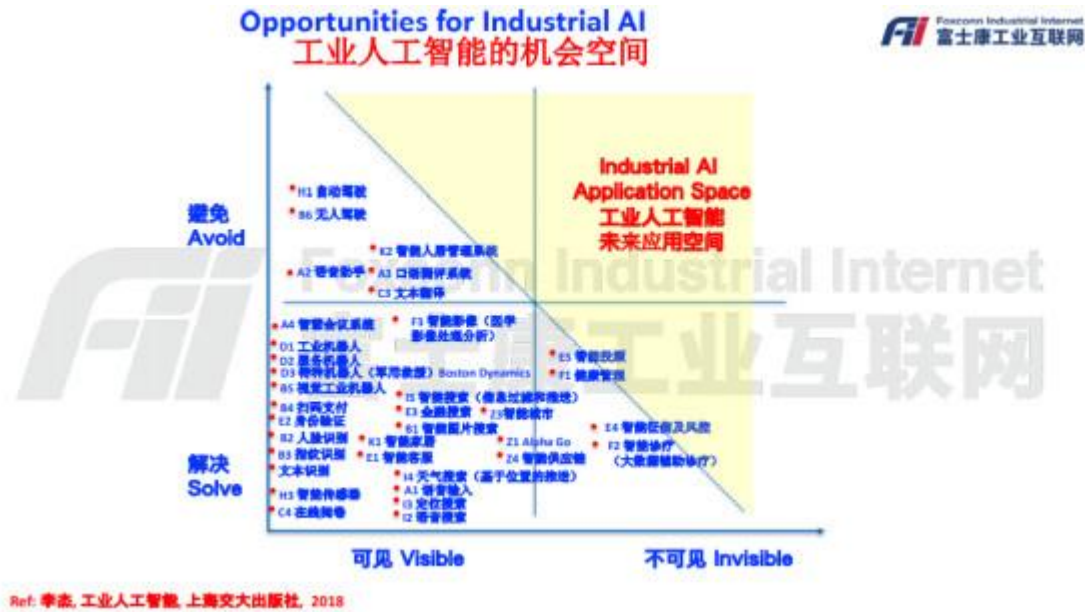 Opportunities for Industrial AI
工业人工智能的机会空间
Foxconn Industrial Internet
富士康工业互联网
Industrial AI
Application Space
工业人工智能
未来应用空间
避免
Avoid
H1 自动驾驶
B6 无人驾驶
K2 智能人居管理系统
A2 语音助手
A3 口语测评系统
C3 文本翻译
Foxconn Industrial Internet
富士康工业互联网
A4 智能会议系统
F3 智能影像（医学
影像处理分析）
D1 工业机器人
D2 服务机器人
D3 特种机器人（军用救援）Boston Dynamics
B5 视觉工业机器人
E5 智能投顾
F1 健康管理
B4 扫码支付
I5 智能搜索（信息过滤和推送）
E3 金融搜索
Z3智能城市
E2 身份验证
B1 智能图片搜索
E4 智能征信及风控
B2 人脸识别
K1 智能家居
Z1 Alpha Go
F2 智能诊疗
（大数据辅助诊疗）
B3 指纹识别
E1 智能客服
Z4 智能供应链
文本识别
I4 天气搜索（基于位置的推送）
解决
Solve
H3 智能传感器
A1 语音输入
I3 定位搜索
C4 在线阅卷
I2 语音搜索
可见 Visible
不可见 Invisible
Ref: 李杰, 工业人工智能, 上海交大出版社, 2018